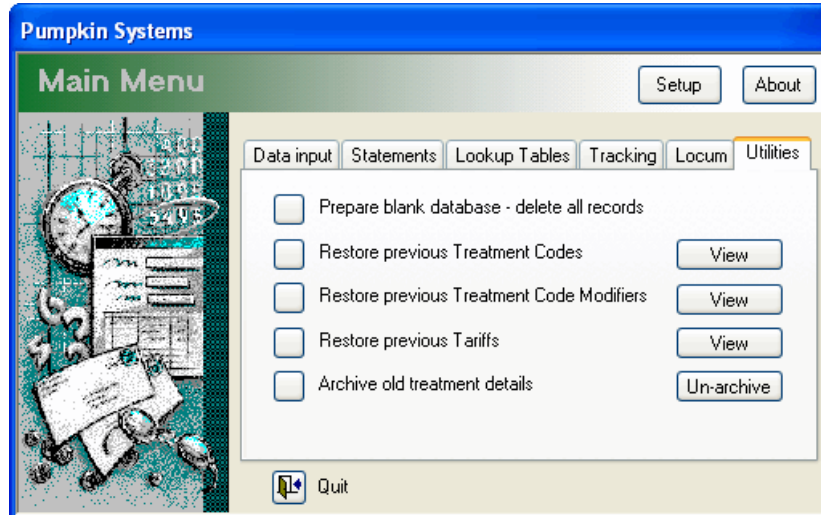 Pumpkin Systems
Main Menu
Setup
About
Data input
Statements
Lookup Tables
Tracking
Locum
Utilities
Prepare blank database - delete all records
Restore previous Treatment Codes
View
Restore previous Treatment Code Modifiers
View
Restore previous Tariffs
View
Archive old treatment details
Un-archive
Quit